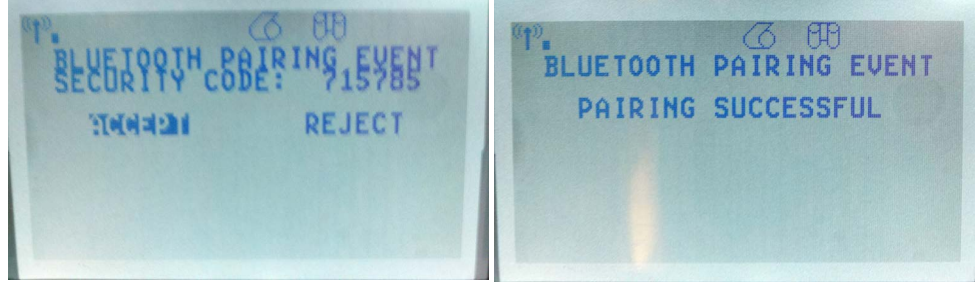 BLUETOOTH PAIRING EVENT
SECURITY CODE: 715785
ACCEPT REJECT
BLUETOOTH PAIRING EVENT
PAIRING SUCCESSFUL